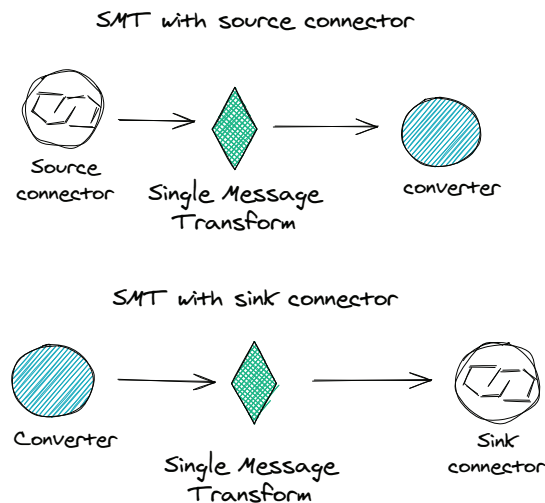 SMT with source connector
Source
connector
Single Message
Transform
converter
SMT with sink connector
Converter
Single Message
Transform
Sink
connector